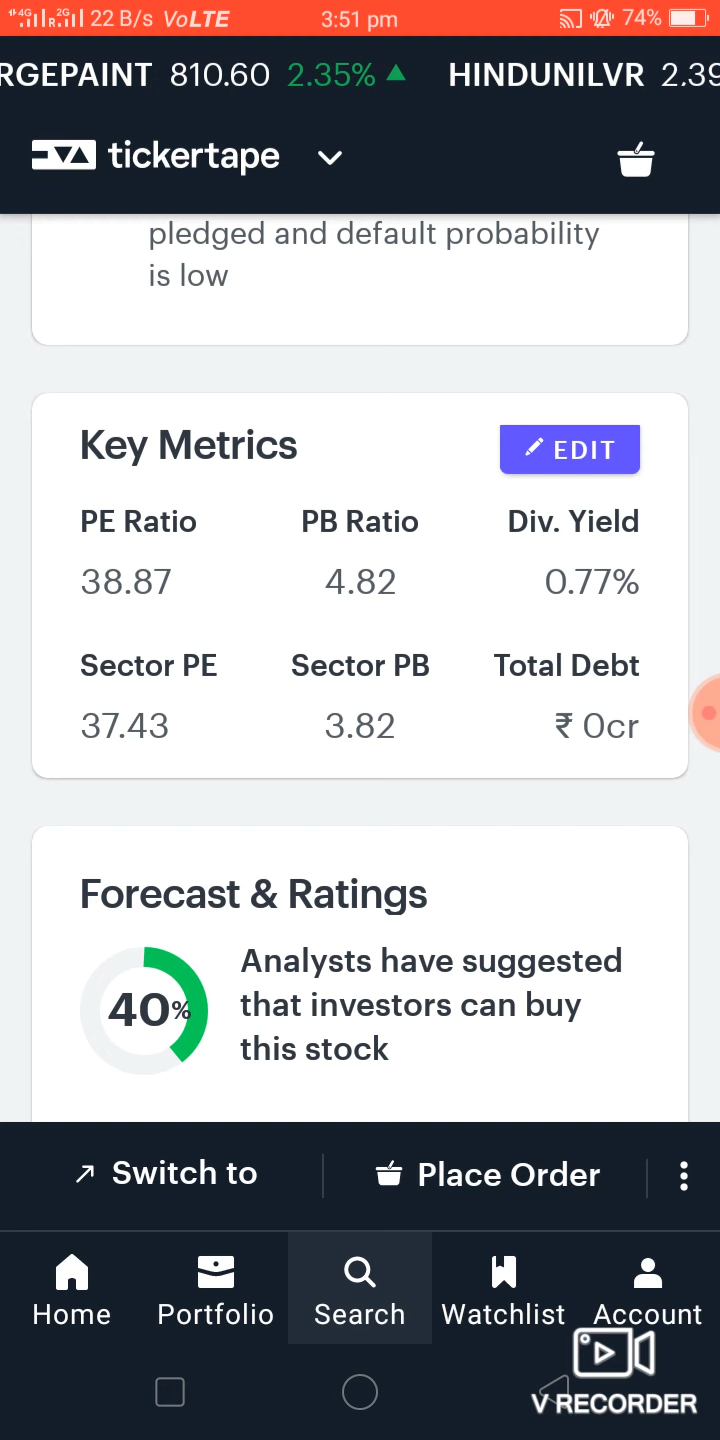 4G R 2G 22 B/s VoLTE 3:51 pm 74%
RGEPAINT 810.60 2.35% ▲ HINDUNILVR 2,39
tickertape
pledged and default probability
is low
Key Metrics EDIT
PE Ratio PB Ratio Div. Yield
38.87 4.82 0.77%
Sector PE Sector PB Total Debt
37.43 3.82 ₹ 0cr
Forecast & Ratings
40%
Analysts have suggested
that investors can buy
this stock
Switch to Place Order
Home Portfolio Search Watchlist Account
V RECORDER